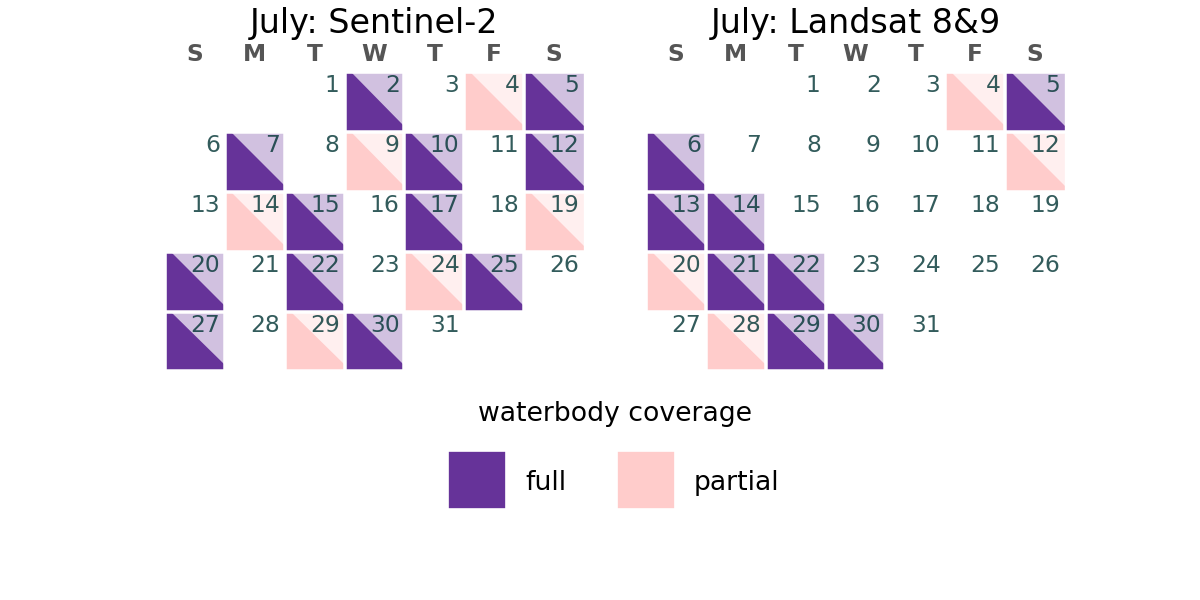 July: Sentinel-2
S M T W T F S
1 2 3 4 5
6 7 8 9 10 11 12
13 14 15 16 17 18 19
20 21 22 23 24 25 26
27 28 29 30 31
July: Landsat 8&9
S M T W T F S
1 2 3 4 5
6 7 8 9 10 11 12
13 14 15 16 17 18 19
20 21 22 23 24 25 26
27 28 29 30 31
waterbody coverage
full partial